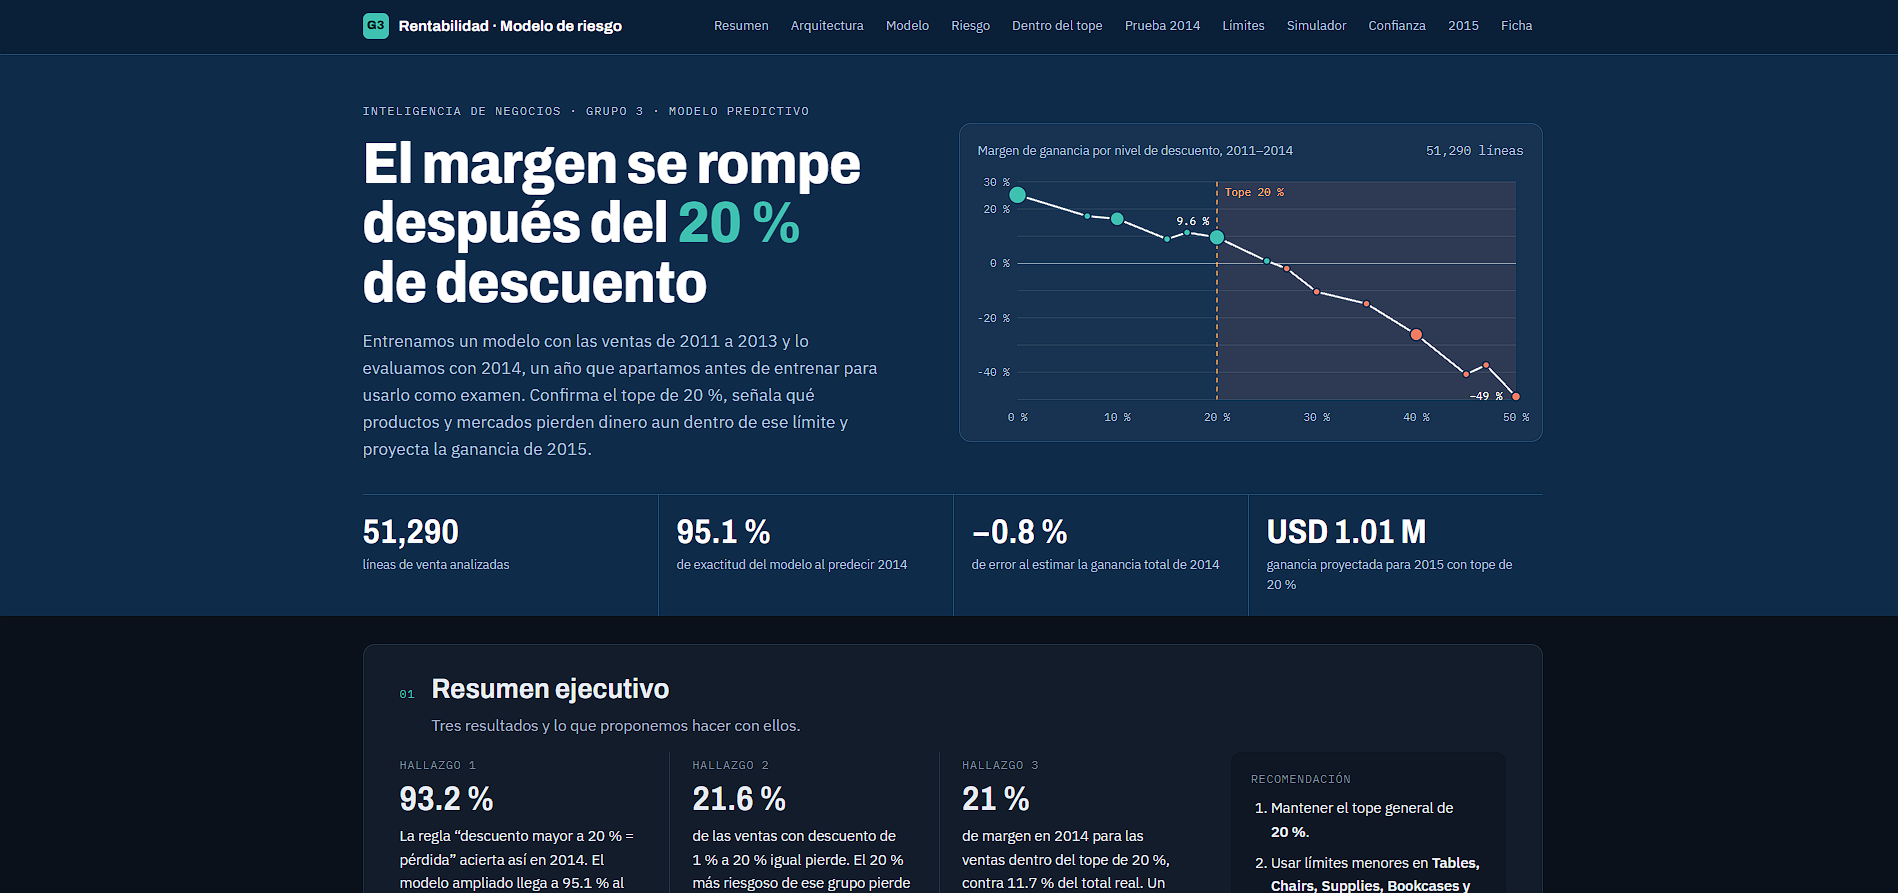 G3 Rentabilidad · Modelo de riesgo
Resumen Arquitectura Modelo Riesgo Dentro del tope Prueba 2014 Límites Simulador Confianza 2015 Ficha
INTELIGENCIA DE NEGOCIOS · GRUPO 3 · MODELO PREDICTIVO
El margen se rompe
después del 20 %
de descuento
Entrenamos un modelo con las ventas de 2011 a 2013 y lo
evaluamos con 2014, un año que apartamos antes de entrenar para
usarlo como examen. Confirma el tope de 20 %, señala qué
productos y mercados pierden dinero aun dentro de ese límite y
proyecta la ganancia de 2015.
Margen de ganancia por nivel de descuento, 2011–2014
51,290 líneas
30 %
20 %
0 %
-20 %
-40 %
Tope 20 %
9.6 %
−49 %
0 % 10 % 20 % 30 % 40 % 50 %
51,290
líneas de venta analizadas
95.1 %
de exactitud del modelo al predecir 2014
−0.8 %
de error al estimar la ganancia total de 2014
USD 1.01 M
ganancia proyectada para 2015 con tope de
20 %
01 Resumen ejecutivo
Tres resultados y lo que proponemos hacer con ellos.
HALLAZGO 1
93.2 %
La regla “descuento mayor a 20 % =
pérdida” acierta así en 2014. El
modelo ampliado llega a 95.1 % al
HALLAZGO 2
21.6 %
de las ventas con descuento de
1 % a 20 % igual pierde. El 20 %
más riesgoso de ese grupo pierde
HALLAZGO 3
21 %
de margen en 2014 para las
ventas dentro del tope de 20 %,
contra 11.7 % del total real. Un
RECOMENDACIÓN
1. Mantener el tope general de
20 %.
2. Usar límites menores en Tables,
Chairs, Supplies, Bookcases y